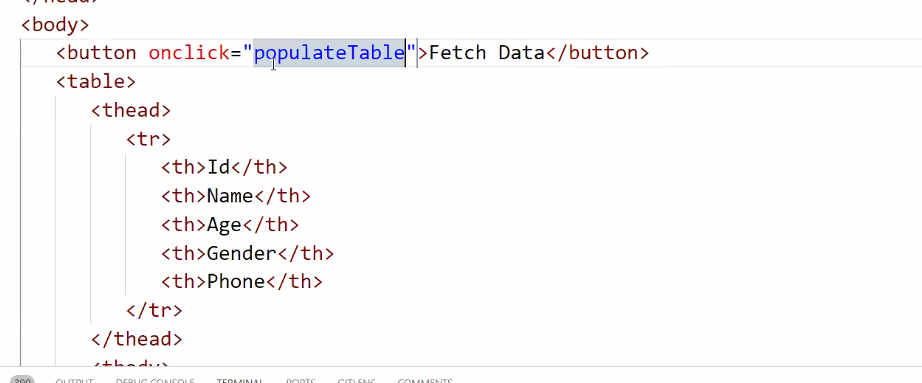 </head>
<body>
<button onclick="populateTable">Fetch Data</button>
<table>
<thead>
<tr>
<th>Id</th>
<th>Name</th>
<th>Age</th>
<th>Gender</th>
<th>Phone</th>
</tr>
</thead>
<tbody>
OUTPUT DEBUG CONSOLE TERMINAL PORTS GITLENS COMMENTS